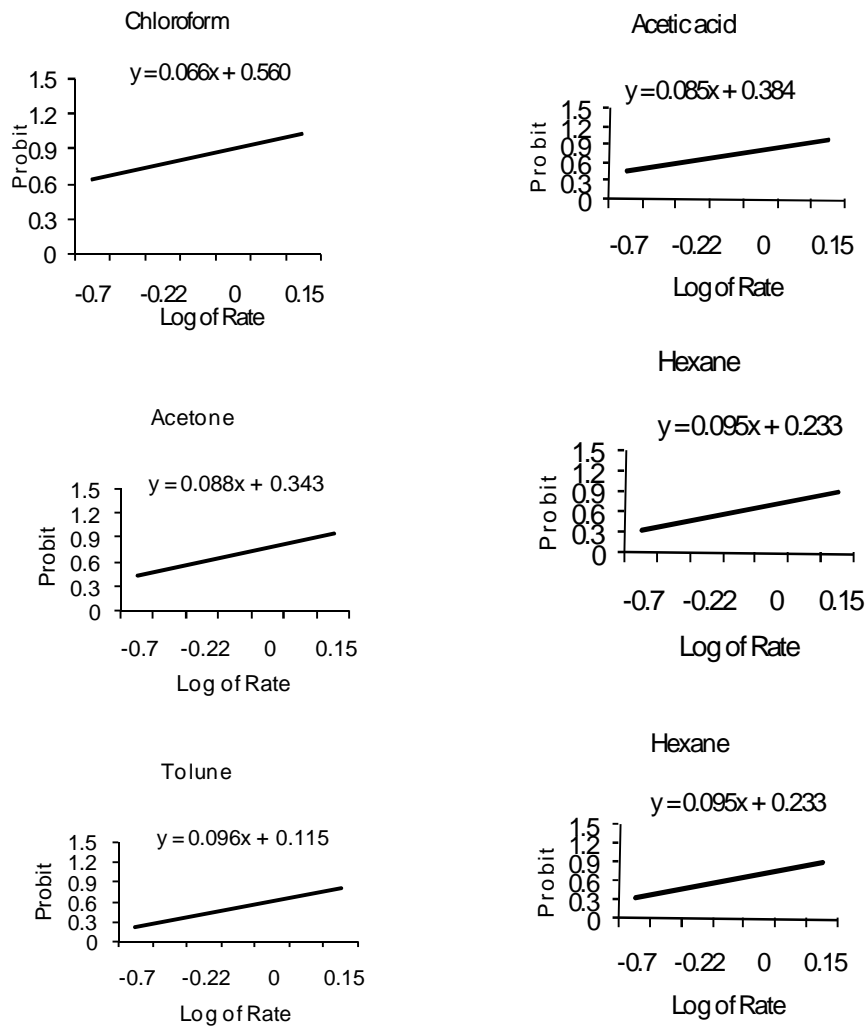 Chloroform
y = 0.066x + 0.560
1.5
1.2
0.9
0.6
0.3
0
Probit
-0.7 -0.22 0 0.15
Log of Rate
Acetic acid
y = 0.085x + 0.384
1.5
1.2
0.9
0.6
0.3
0
Probit
-0.7 -0.22 0 0.15
Log of Rate
Acetone
y = 0.088x + 0.343
1.5
1.2
0.9
0.6
0.3
0
Probit
-0.7 -0.22 0 0.15
Log of Rate
Hexane
y = 0.095x + 0.233
1.5
1.2
0.9
0.6
0.3
0
Probit
-0.7 -0.22 0 0.15
Log of Rate
Tolune
y = 0.096x + 0.115
1.5
1.2
0.9
0.6
0.3
0
Probit
-0.7 -0.22 0 0.15
Log of Rate
Hexane
y = 0.095x + 0.233
1.5
1.2
0.9
0.6
0.3
0
Probit
-0.7 -0.22 0 0.15
Log of Rate